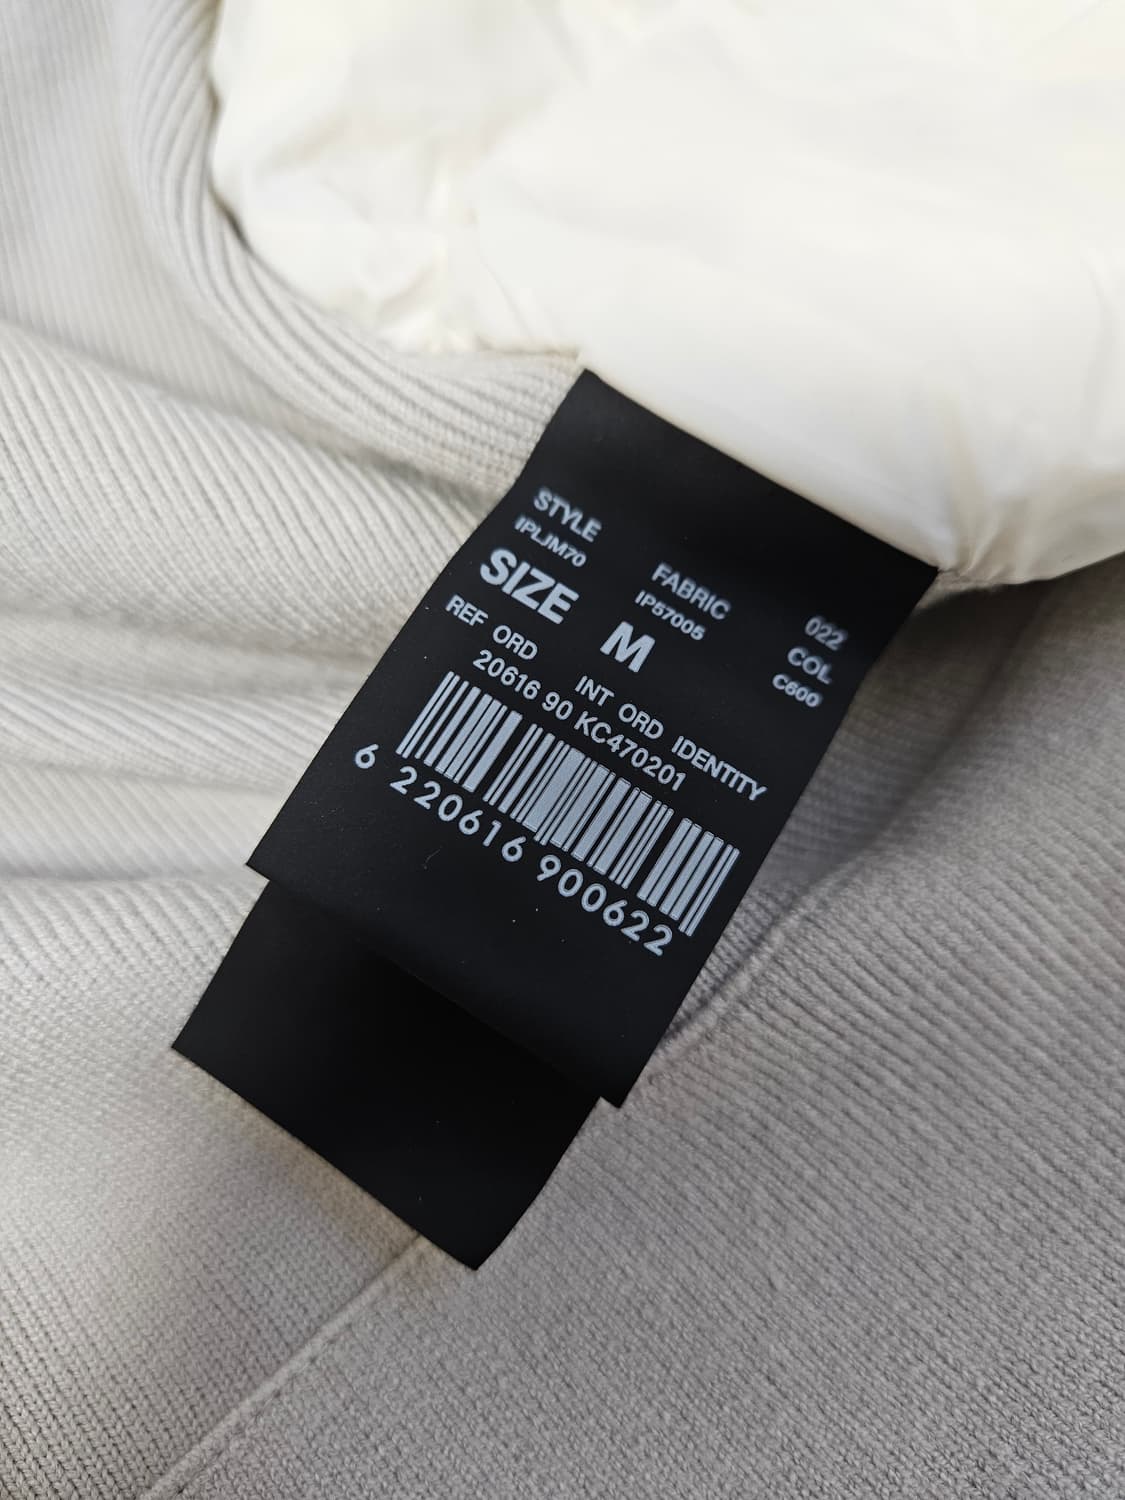 STYLE FABRIC 022
IPLJM70 IP57005 COL
SIZE M C600
REF ORD INT ORD IDENTITY
20616 90 KC470201
6 220616 900622